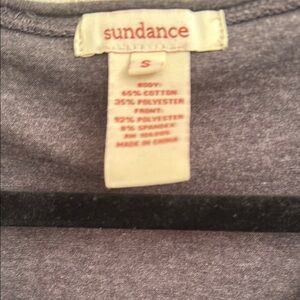 sundance
S
BODY:
65% COTTON
35% POLYESTER
FRONT:
92% POLYESTER
8% SPANDEX
MADE IN CHINA